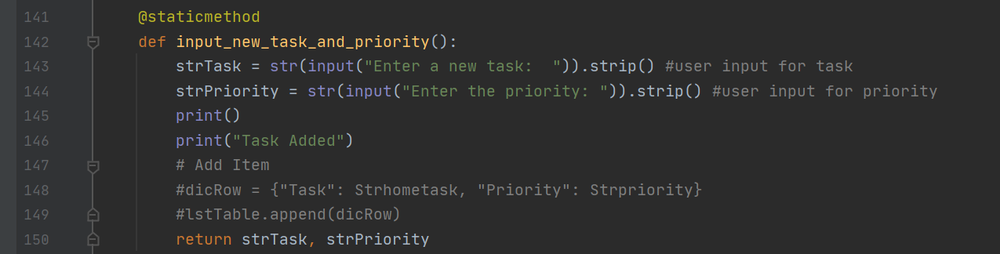 141 @staticmethod
142 def input_new_task_and_priority():
143 strTask = str(input("Enter a new task:  ")).strip() #user input for task
144 strPriority = str(input("Enter the priority: ")).strip() #user input for priority
145 print()
146 print("Task Added")
147 # Add Item
148 #dicRow = {"Task": Strhometask, "Priority": Strpriority}
149 #lstTable.append(dicRow)
150 return strTask, strPriority